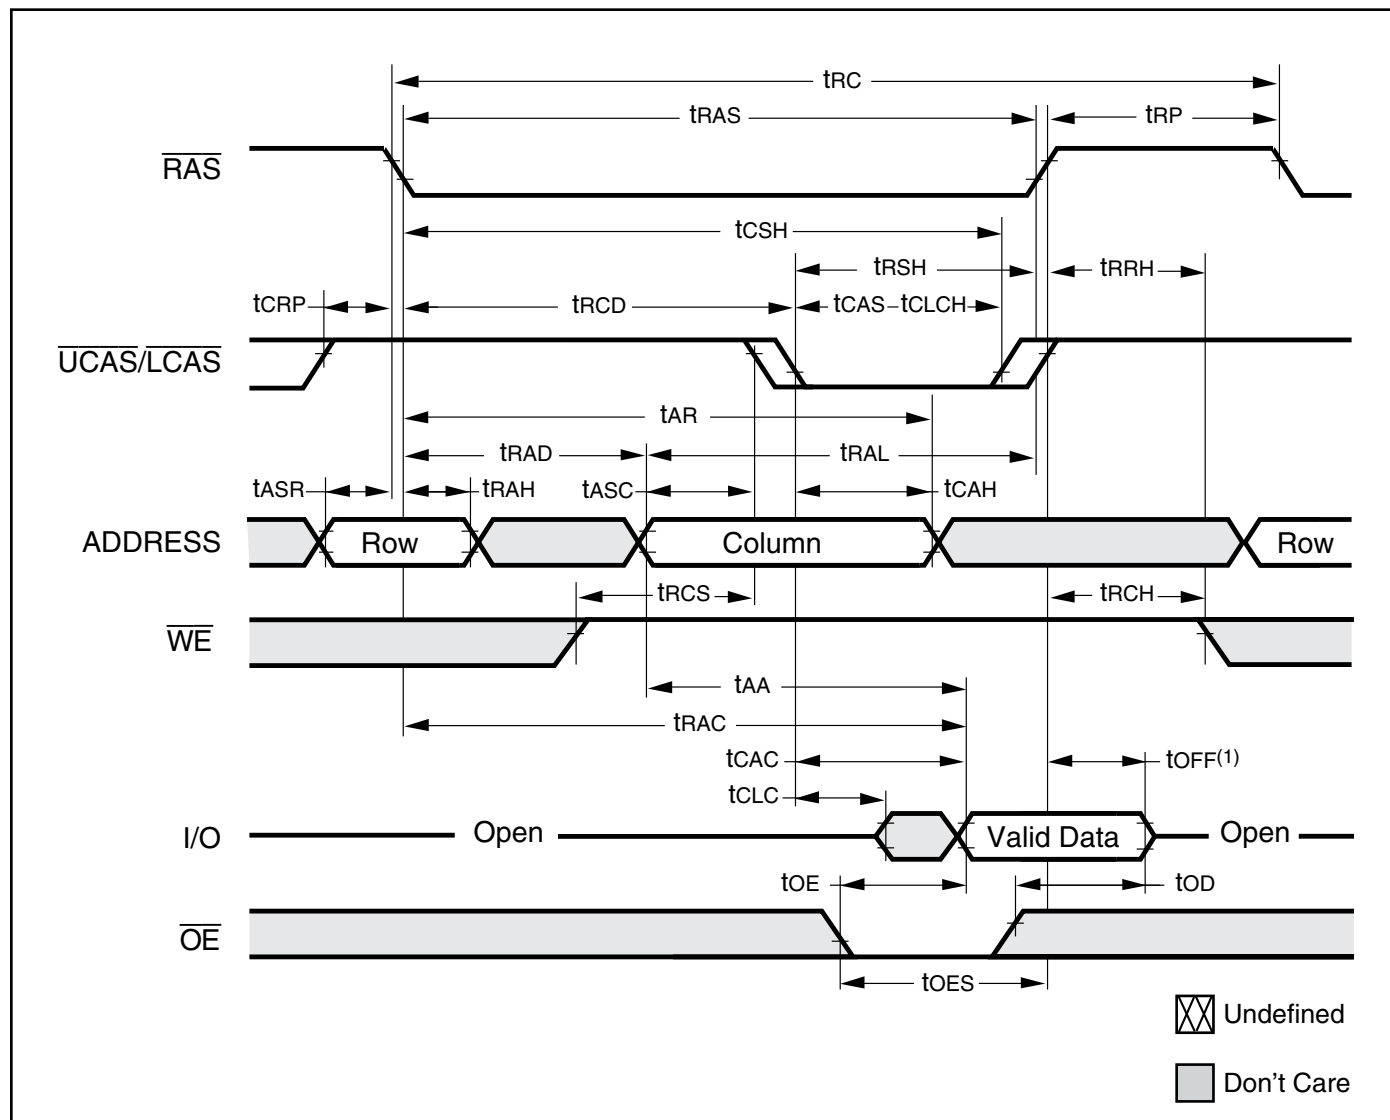 tRC
tRAS tRP
RAS
tCSH
tRSH tRRH
tCRP tRCD tCAS tCLCH
UCAS/LCAS
tAR
tRAD tRAL
tASR tRAH tASC tCAH
ADDRESS Row Column Row
tRCS tRCH
WE
tAA
tRAC
tCAC tOFF(1)
tCLC
I/O Open Valid Data Open
tOE tOD
OE
tOES
Undefined
Don't Care